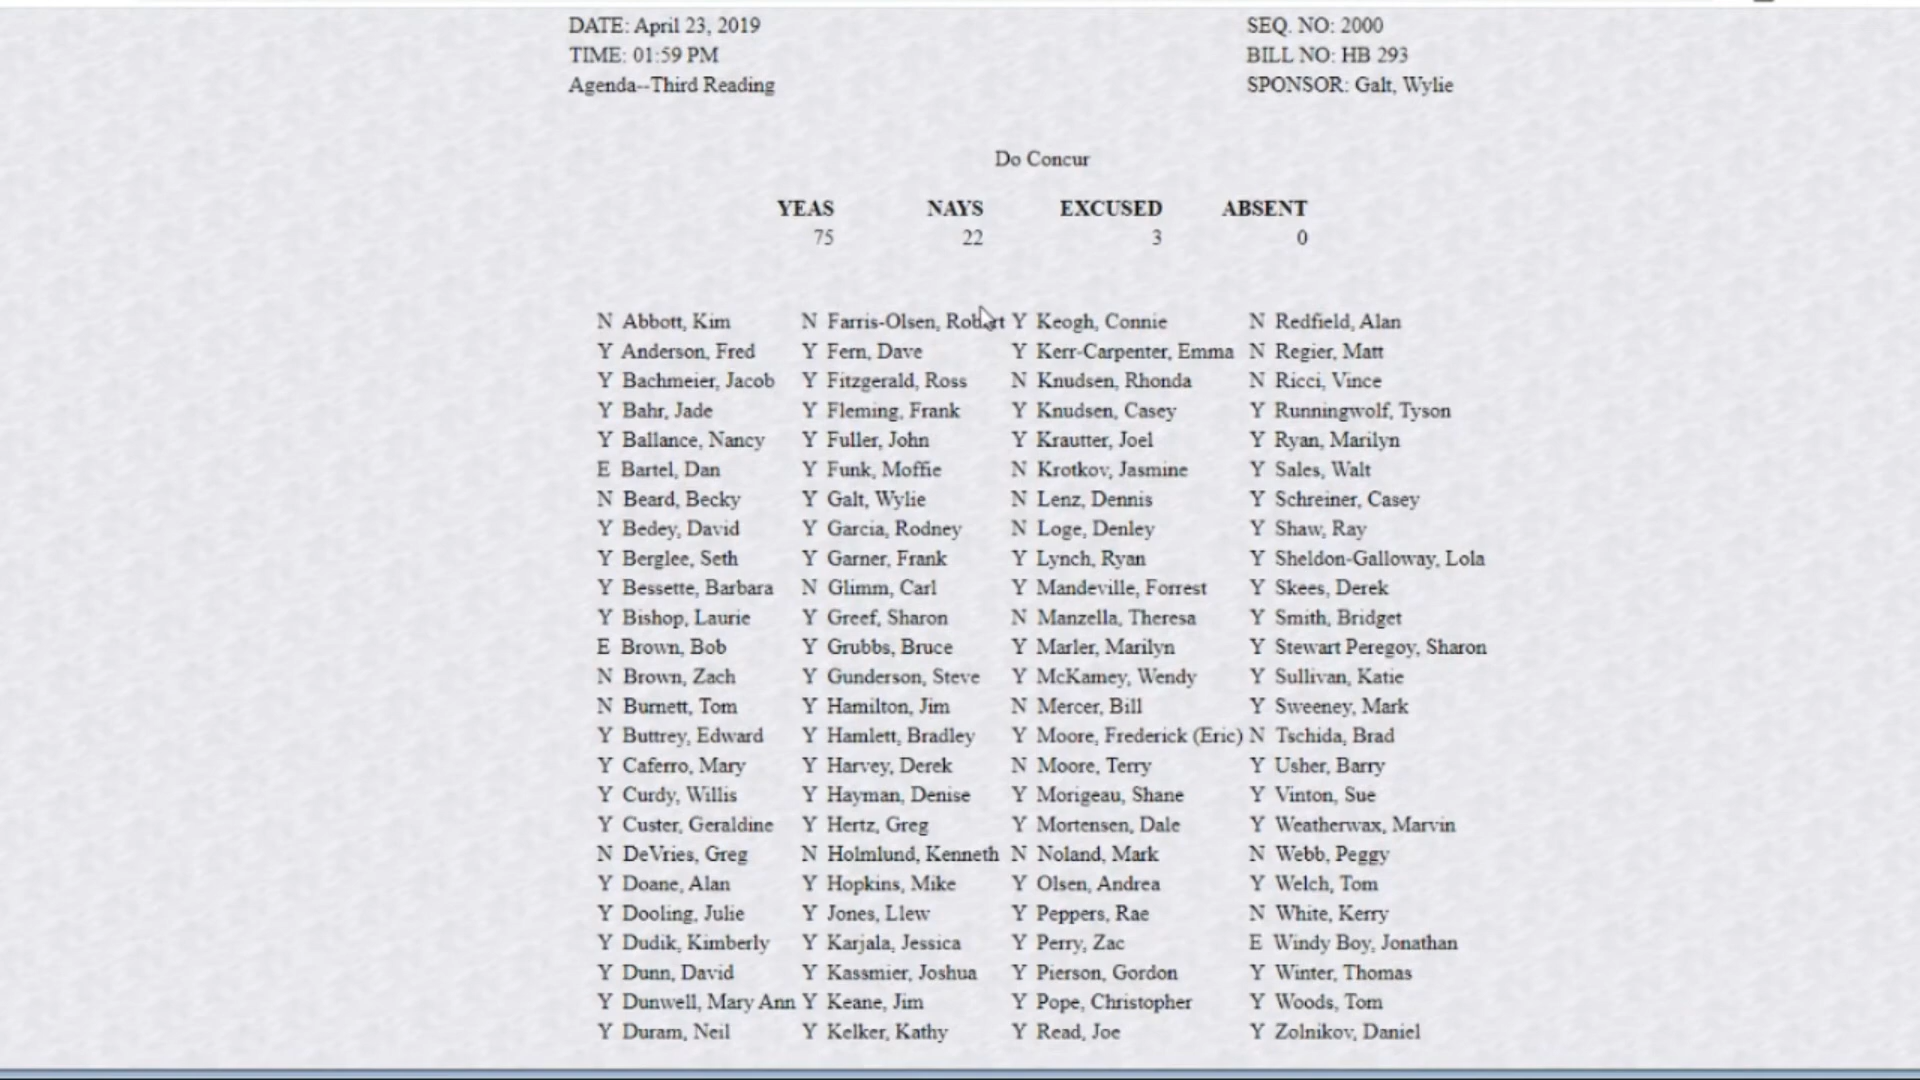 DATE: April 23, 2019 SEQ. NO: 2000
TIME: 01:59 PM BILL NO: HB 293
Agenda--Third Reading SPONSOR: Galt, Wylie
Do Concur
YEAS NAYS EXCUSED ABSENT
75 22 3 0
N Abbott, Kim N Farris-Olsen, Robert Y Keogh, Connie N Redfield, Alan
Y Anderson, Fred Y Fern, Dave Y Kerr-Carpenter, Emma N Regier, Matt
Y Bachmeier, Jacob Y Fitzgerald, Ross N Knudsen, Rhonda N Ricci, Vince
Y Bahr, Jade Y Fleming, Frank Y Knudsen, Casey Y Runningwolf, Tyson
Y Ballance, Nancy Y Fuller, John Y Krautter, Joel Y Ryan, Marilyn
E Bartel, Dan Y Funk, Moffie N Krotkov, Jasmine Y Sales, Walt
N Beard, Becky Y Galt, Wylie N Lenz, Dennis Y Schreiner, Casey
Y Bedey, David Y Garcia, Rodney N Loge, Denley Y Shaw, Ray
Y Berglee, Seth Y Garner, Frank Y Lynch, Ryan Y Sheldon-Galloway, Lola
Y Bessette, Barbara N Glimm, Carl Y Mandeville, Forrest Y Skees, Derek
Y Bishop, Laurie Y Greef, Sharon N Manzella, Theresa Y Smith, Bridget
E Brown, Bob Y Grubbs, Bruce Y Marler, Marilyn Y Stewart Peregoy, Sharon
N Brown, Zach Y Gunderson, Steve Y McKamey, Wendy Y Sullivan, Katie
N Burnett, Tom Y Hamilton, Jim N Mercer, Bill Y Sweeney, Mark
Y Buttrey, Edward Y Hamlett, Bradley Y Moore, Frederick (Eric) N Tschida, Brad
Y Caferro, Mary Y Harvey, Derek N Moore, Terry Y Usher, Barry
Y Curdy, Willis Y Hayman, Denise Y Morigeau, Shane Y Vinton, Sue
Y Custer, Geraldine Y Hertz, Greg Y Mortensen, Dale Y Weatherwax, Marvin
N DeVries, Greg N Holmlund, Kenneth N Noland, Mark N Webb, Peggy
Y Doane, Alan Y Hopkins, Mike Y Olsen, Andrea Y Welch, Tom
Y Dooling, Julie Y Jones, Llew Y Peppers, Rae N White, Kerry
Y Dudik, Kimberly Y Karjala, Jessica Y Perry, Zac E Windy Boy, Jonathan
Y Dunn, David Y Kassmier, Joshua Y Pierson, Gordon Y Winter, Thomas
Y Dunwell, Mary Ann Y Keane, Jim Y Pope, Christopher Y Woods, Tom
Y Duram, Neil Y Kelker, Kathy Y Read, Joe Y Zolnikov, Daniel